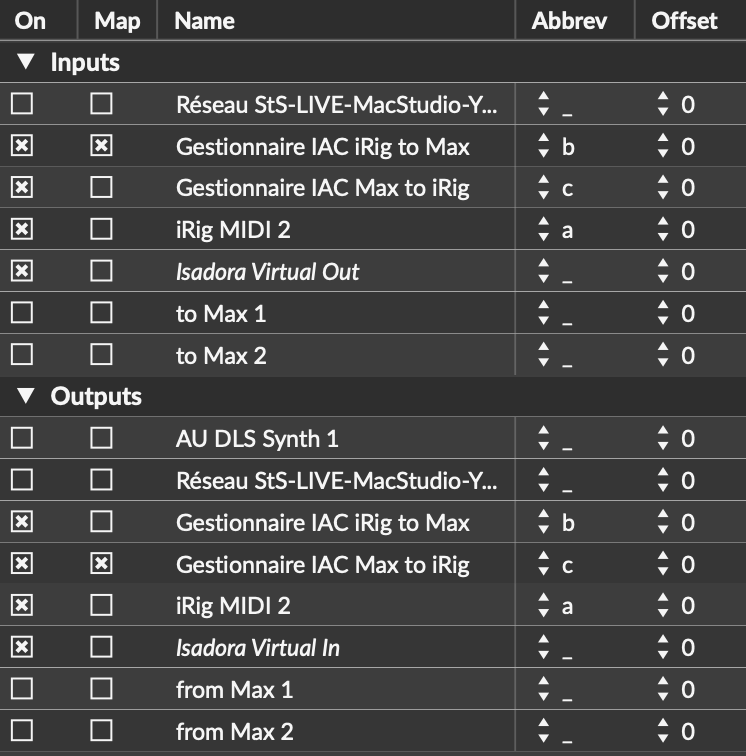 On Map Name Abbrev Offset
▼ Inputs
Réseau StS-LIVE-MacStudio-Y... _ 0
Gestionnaire IAC iRig to Max b 0
Gestionnaire IAC Max to iRig c 0
iRig MIDI 2 a 0
Isadora Virtual Out _ 0
to Max 1 _ 0
to Max 2 _ 0
▼ Outputs
AU DLS Synth 1 _ 0
Réseau StS-LIVE-MacStudio-Y... _ 0
Gestionnaire IAC iRig to Max b 0
Gestionnaire IAC Max to iRig c 0
iRig MIDI 2 a 0
Isadora Virtual In _ 0
from Max 1 _ 0
from Max 2 _ 0